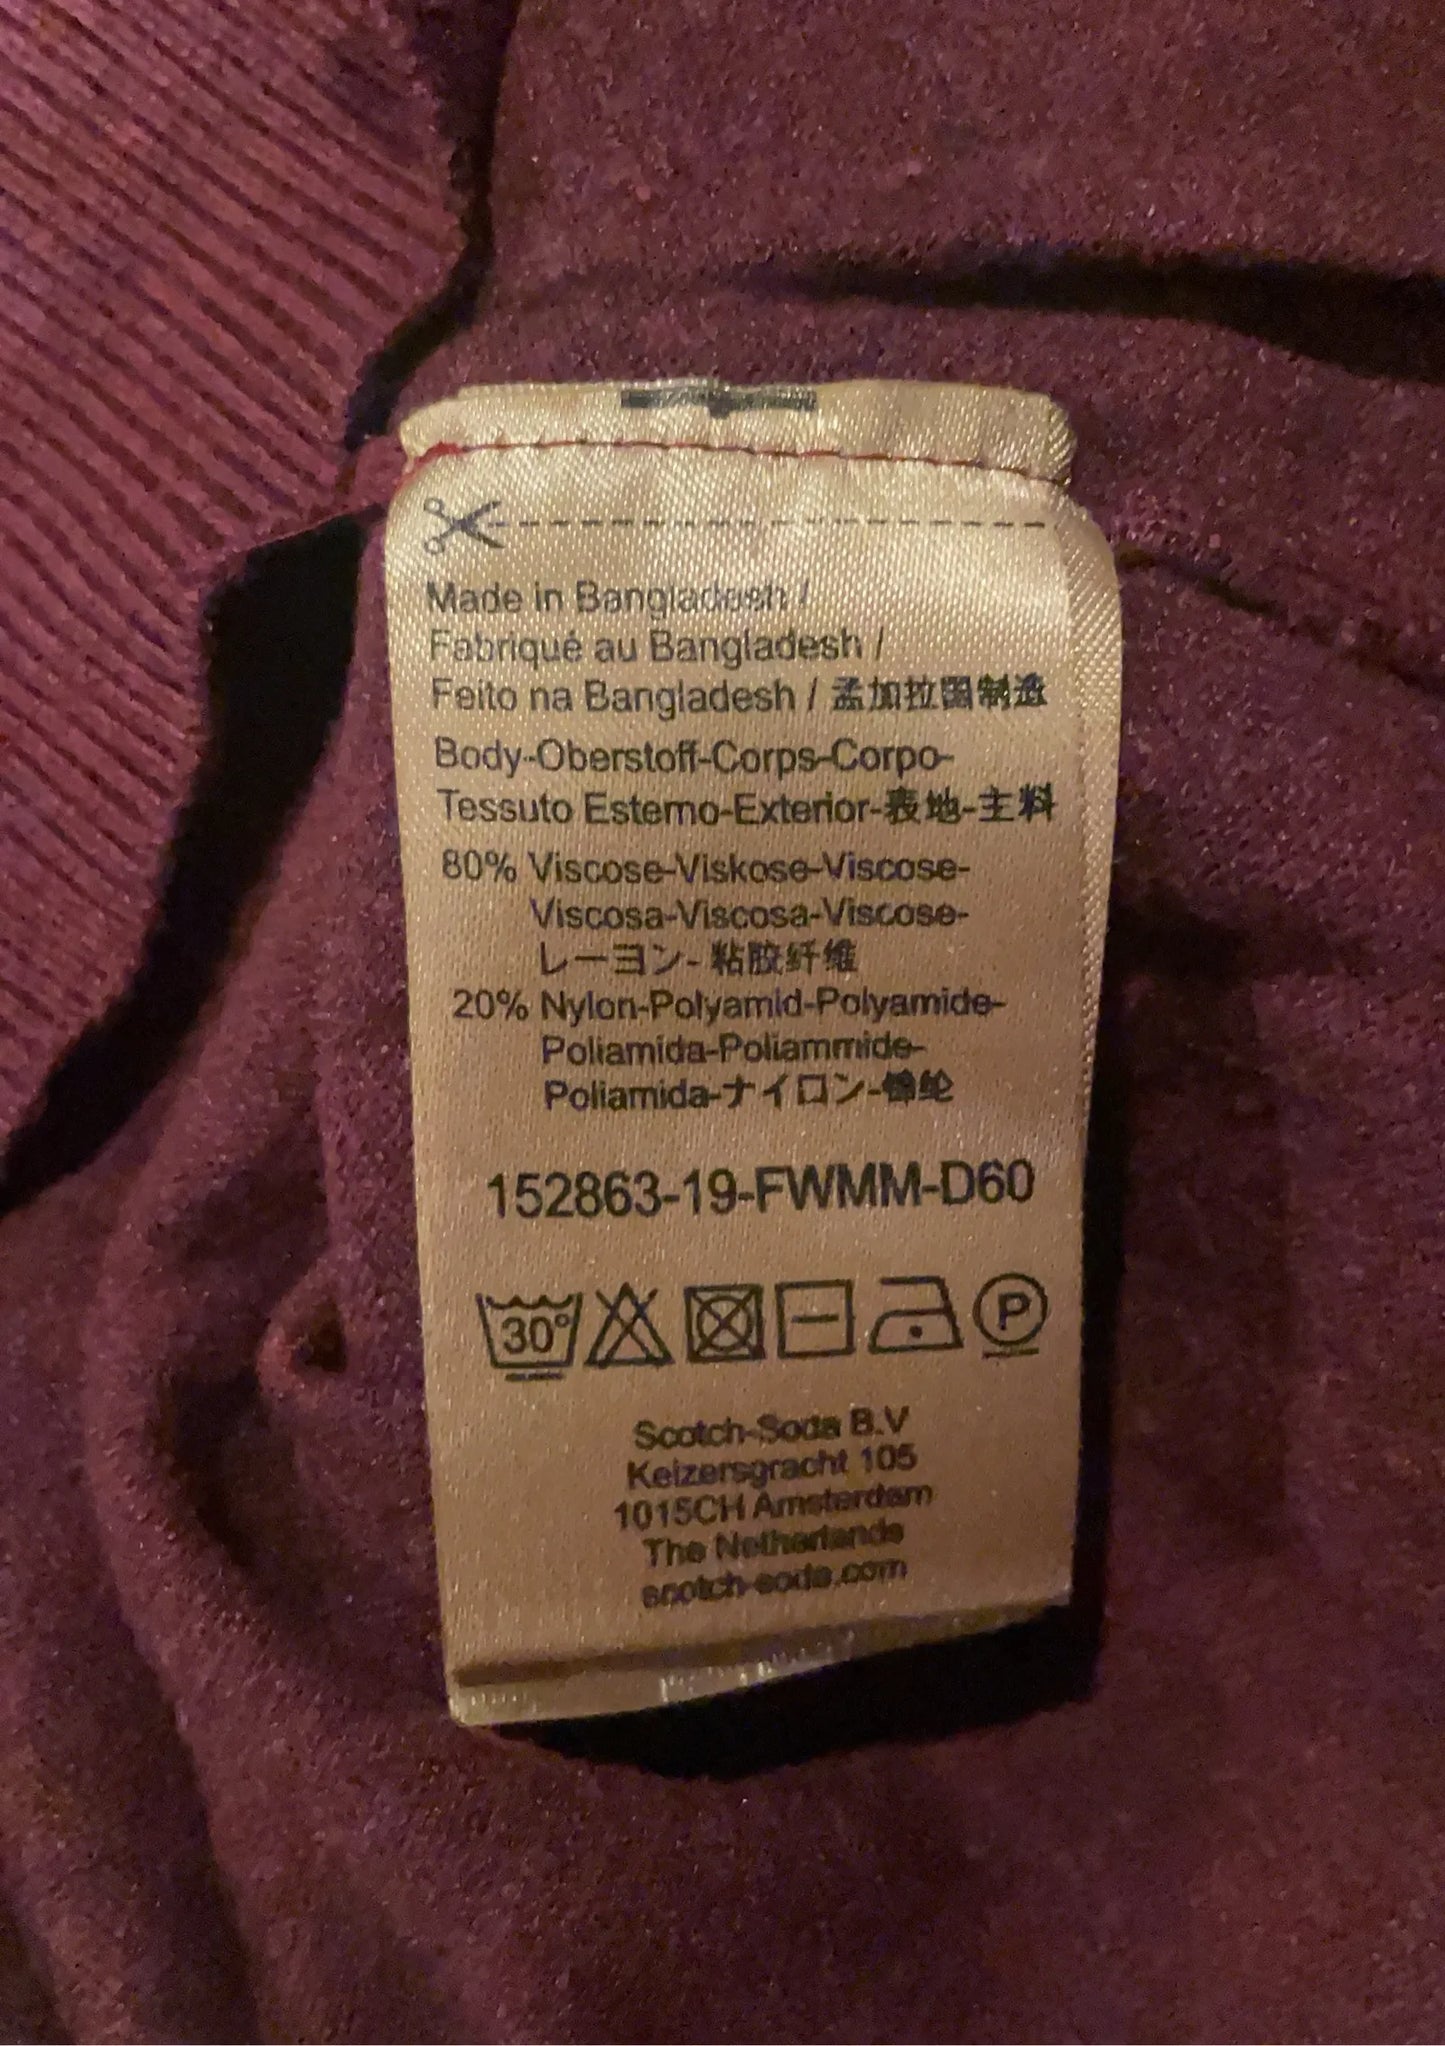 Made in Bangladesh /
Fabriqué au Bangladesh /
Feito na Bangladesh / 孟加拉国制造
Body-Oberstoff-Corps-Corpo-
Tessuto Esterno-Exterior-表地-主料
80% Viscose-Viskose-Viscose-
Viscosa-Viscosa-Viscose-
レーヨン-粘胶纤维
20% Nylon-Polyamid-Polyamide-
Poliamida-Poliammide-
Poliamida-ナイロン-锦纶
152863-19-FWMM-D60
30° P
Scotch-Soda B.V
Keizersgracht 105
1015CH Amsterdam
The Netherlands
scotch-soda.com